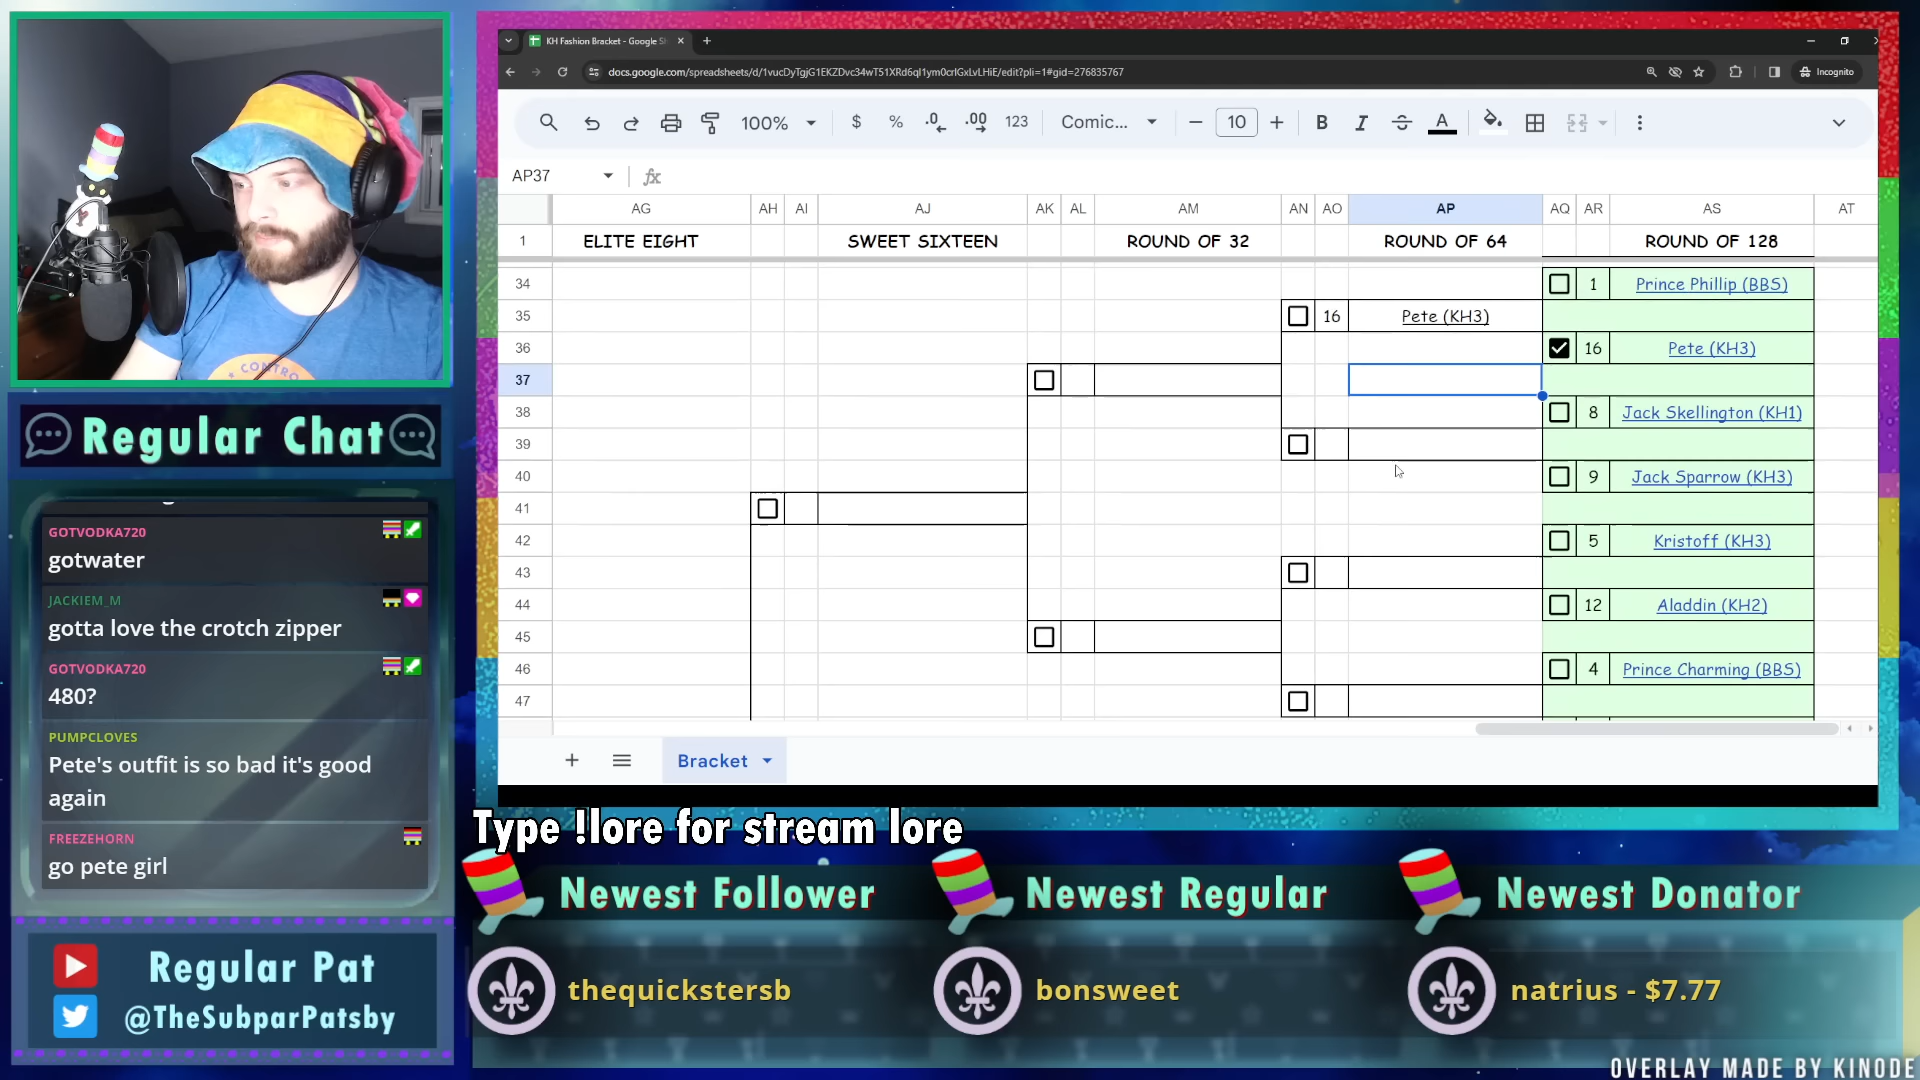 KH Fashion Bracket - Google Sh
docs.google.com/spreadsheets/d/1vucDyTgjG1EKZDvc34wT51XRd6qI1ym0crIGxLvLHiE/edit?pli=1#gid=276835767
Incognito
100%
$ % .0 .00 123
Comic...
10
B I A
AP37
fx
AG AH AI AJ AK AL AM AN AO AP AQ AR AS AT
1 ELITE EIGHT SWEET SIXTEEN ROUND OF 32 ROUND OF 64 ROUND OF 128
34 1 Prince Phillip (BBS)
35 16 Pete (KH3)
36 16 Pete (KH3)
37
38 8 Jack Skellington (KH1)
39
40 9 Jack Sparrow (KH3)
41
42 5 Kristoff (KH3)
43
44 12 Aladdin (KH2)
45
46 4 Prince Charming (BBS)
47
Bracket
CONTRO
Regular Chat
GOTVODKA720
gotwater
JACKIEM_M
gotta love the crotch zipper
GOTVODKA720
480?
PUMPCLOVES
Pete's outfit is so bad it's good
again
FREEZEHORN
go pete girl
Regular Pat
@TheSubparPatsby
Type !lore for stream lore
Newest Follower
thequickstersb
Newest Regular
bonsweet
Newest Donator
natrius - $7.77
OVERLAY MADE BY KINODE